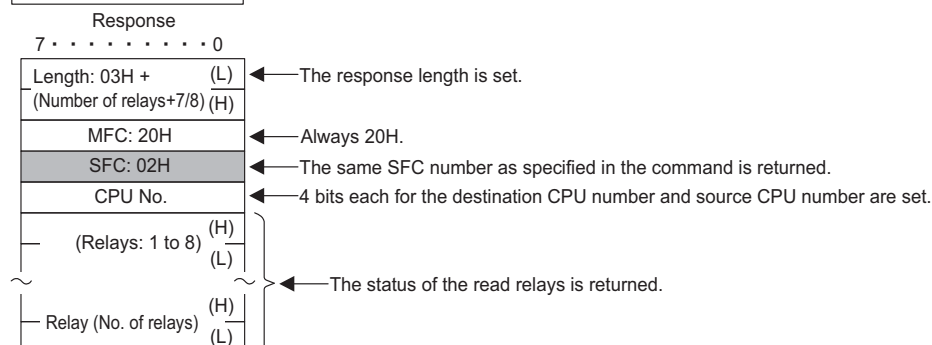 Response
7 · · · · · · · · · 0
Length: 03H + (L)
(Number of relays+7/8) (H)
The response length is set.
MFC: 20H
Always 20H.
SFC: 02H
The same SFC number as specified in the command is returned.
CPU No.
4 bits each for the destination CPU number and source CPU number are set.
(Relays: 1 to 8) (H)
(L)
The status of the read relays is returned.
Relay (No. of relays) (H)
(L)